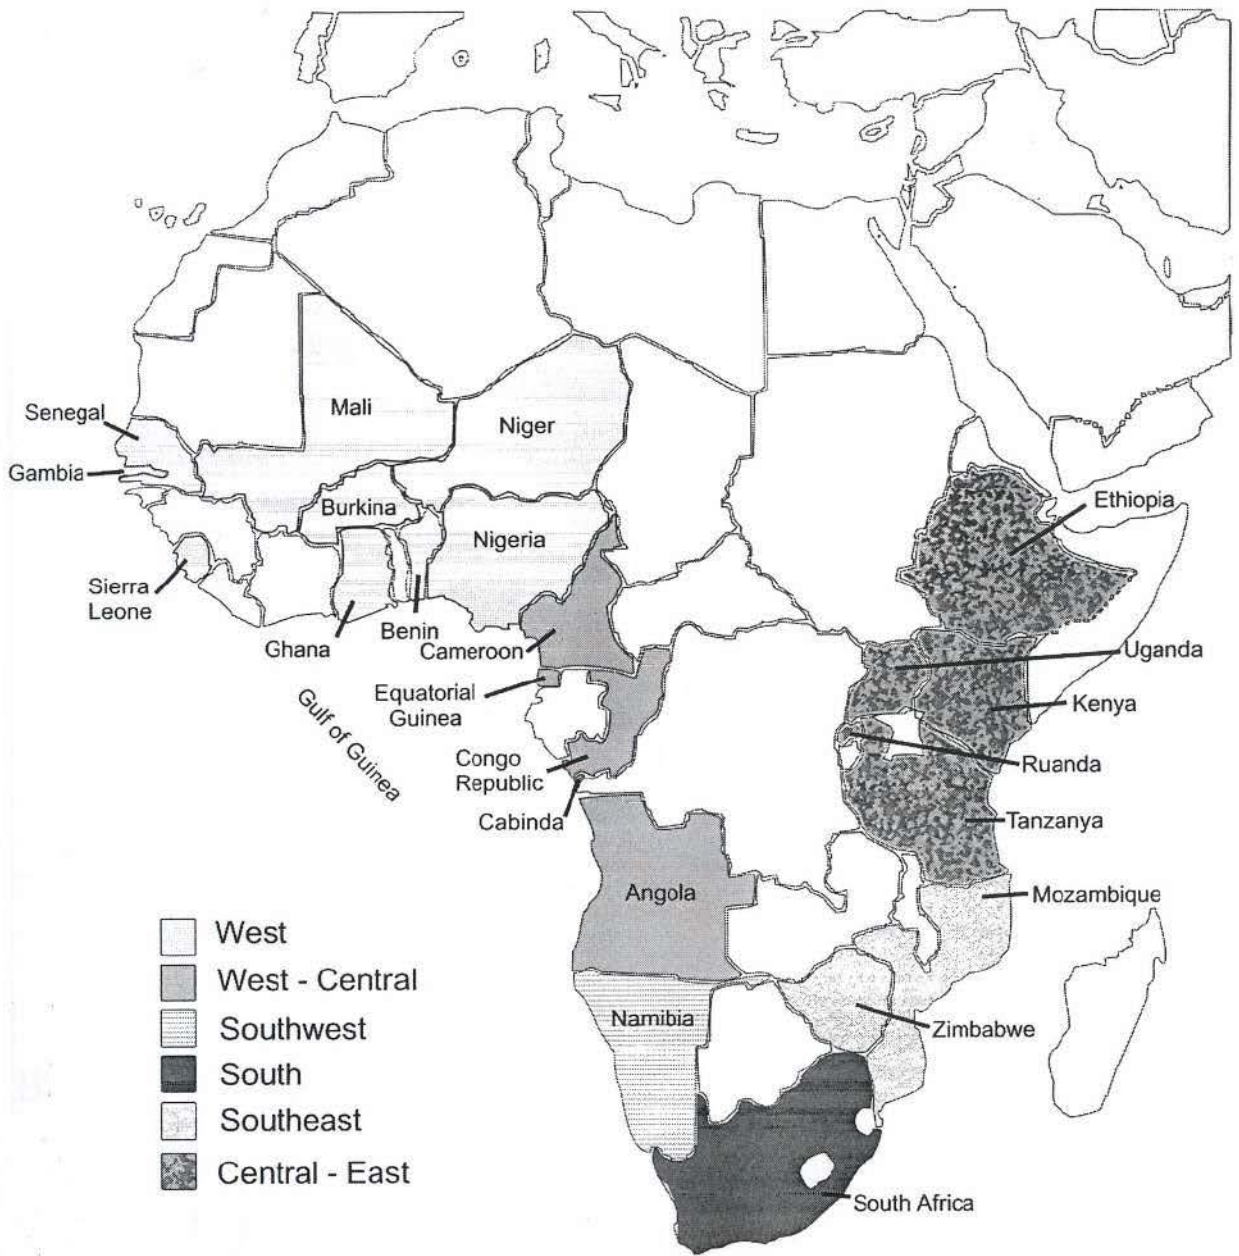 Mali
Niger
Senegal
Gambia
Burkina
Nigeria
Ethiopia
Sierra
Leone
Ghana
Benin
Cameroon
Uganda
Equatorial
Guinea
Kenya
Gulf of Guinea
Congo
Republic
Ruanda
Cabinda
Tanzanya
Angola
Mozambique
Namibia
Zimbabwe
South Africa
West
West - Central
Southwest
South
Southeast
Central - East